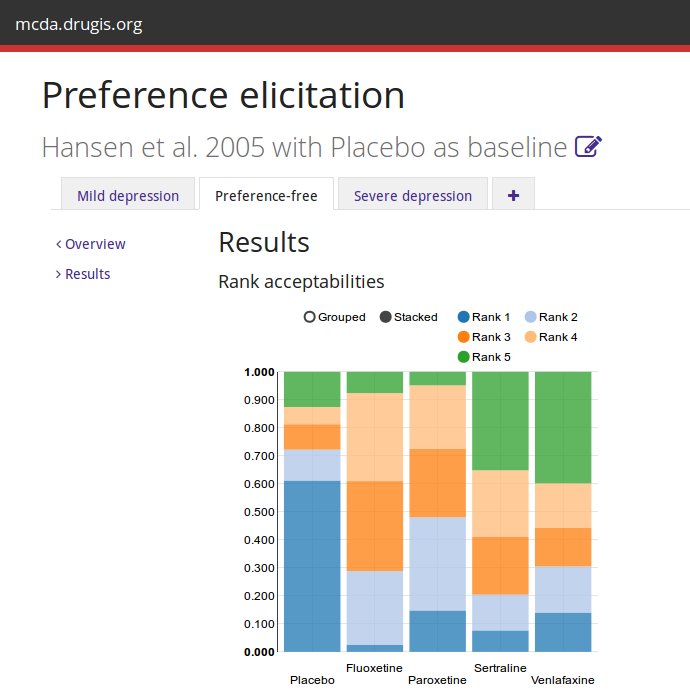 mcda.drugis.org
Preference elicitation
Hansen et al. 2005 with Placebo as baseline
Mild depression
Preference-free
Severe depression
+
< Overview
> Results
Results
Rank acceptabilities
Grouped Stacked Rank 1 Rank 2
Rank 3 Rank 4
Rank 5
1.000
0.900
0.800
0.700
0.600
0.500
0.400
0.300
0.200
0.100
0.000
Placebo
Fluoxetine
Paroxetine
Sertraline
Venlafaxine